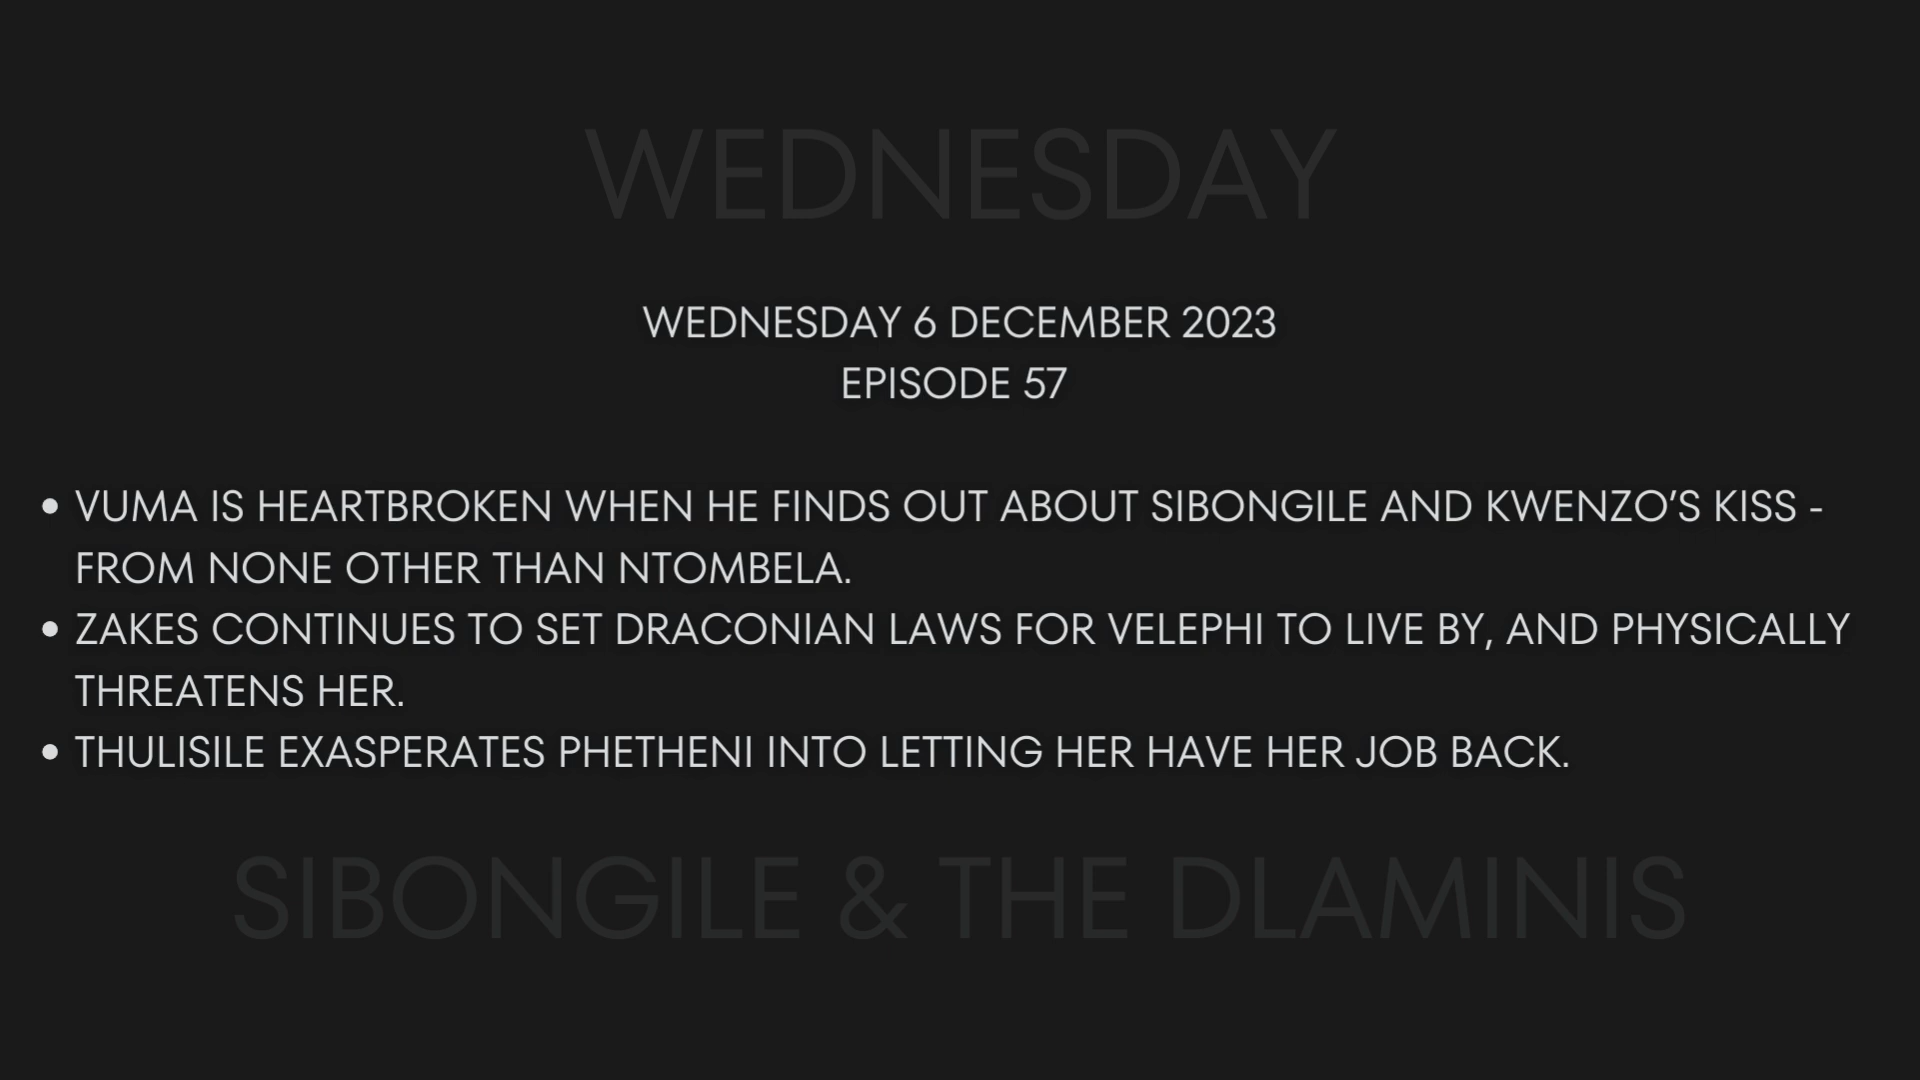 WEDNESDAY
WEDNESDAY 6 DECEMBER 2023
EPISODE 57
• VUMA IS HEARTBROKEN WHEN HE FINDS OUT ABOUT SIBONGILE AND KWENZO’S KISS -
FROM NONE OTHER THAN NTOMBELA.
• ZAKES CONTINUES TO SET DRACONIAN LAWS FOR VELEPHI TO LIVE BY, AND PHYSICALLY
THREATENS HER.
• THULISILE EXASPERATES PHETHENI INTO LETTING HER HAVE HER JOB BACK.
SIBONGILE & THE DLAMINIS